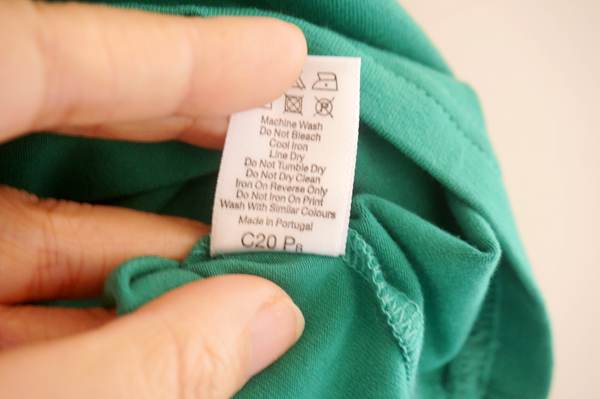 Machine Wash
Do Not Bleach
Cool Iron
Line Dry
Do Not Tumble Dry
Do Not Dry Clean
Iron On Reverse Only
Do Not Iron On Print
Wash With Similar Colours
Made in Portugal
C20 P6